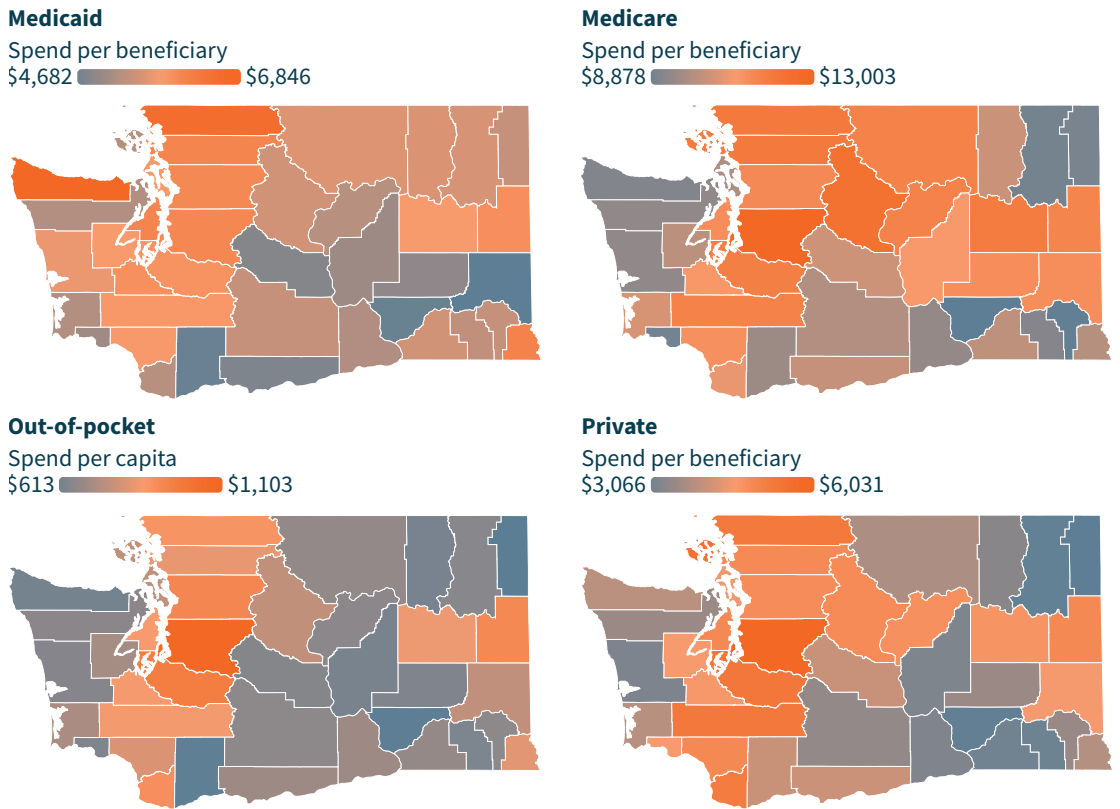 Medicaid
Spend per beneficiary
$4,682 $6,846
Medicare
Spend per beneficiary
$8,878 $13,003
Out-of-pocket
Spend per capita
$613 $1,103
Private
Spend per beneficiary
$3,066 $6,031